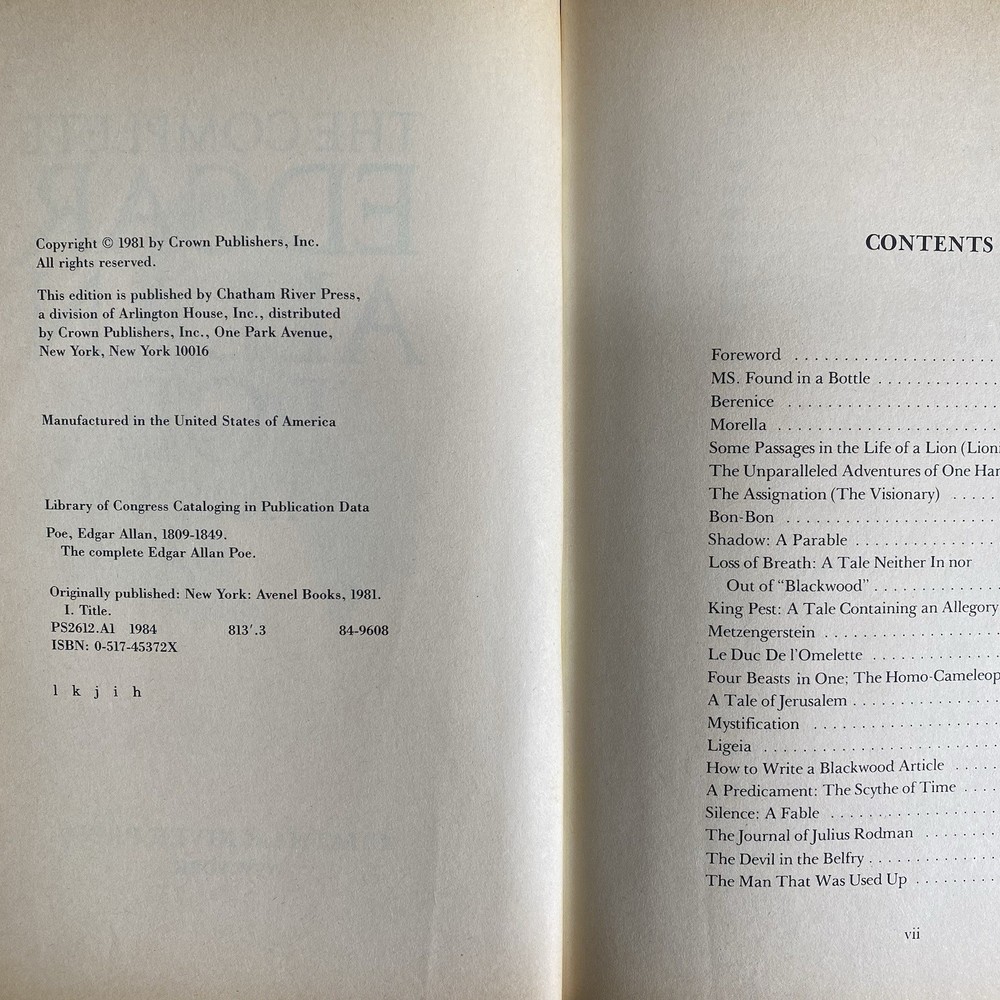 Copyright © 1981 by Crown Publishers, Inc.
All rights reserved.
This edition is published by Chatham River Press,
a division of Arlington House, Inc., distributed
by Crown Publishers, Inc., One Park Avenue,
New York, New York 10016
Manufactured in the United States of America
Library of Congress Cataloging in Publication Data
Poe, Edgar Allan, 1809-1849.
The complete Edgar Allan Poe.
Originally published: New York: Avenel Books, 1981.
I. Title.
PS2612.A1 1984 813′.3 84-9608
ISBN: 0-517-45372X
l k j i h
CONTENTS
Foreword . . . . . . . . . . . . . . . . . . . .
MS. Found in a Bottle . . . . . . . . . . . .
Berenice . . . . . . . . . . . . . . . . . . . . .
Morella . . . . . . . . . . . . . . . . . . . . . .
Some Passages in the Life of a Lion (Lion
The Unparalleled Adventures of One Han
The Assignation (The Visionary) . . . . .
Bon-Bon . . . . . . . . . . . . . . . . . . . . .
Shadow: A Parable . . . . . . . . . . . . . .
Loss of Breath: A Tale Neither In nor
Out of “Blackwood” . . . . . . . . . . . . .
King Pest: A Tale Containing an Allegory
Metzengerstein . . . . . . . . . . . . . . . . .
Le Duc De l'Omelette . . . . . . . . . . . . .
Four Beasts in One; The Homo-Cameleop
A Tale of Jerusalem . . . . . . . . . . . . . .
Mystification . . . . . . . . . . . . . . . . . .
Ligeia . . . . . . . . . . . . . . . . . . . . . . .
How to Write a Blackwood Article . . . . .
A Predicament: The Scythe of Time . . . .
Silence: A Fable . . . . . . . . . . . . . . . .
The Journal of Julius Rodman . . . . . . .
The Devil in the Belfry . . . . . . . . . . . .
The Man That Was Used Up . . . . . . . .
vii